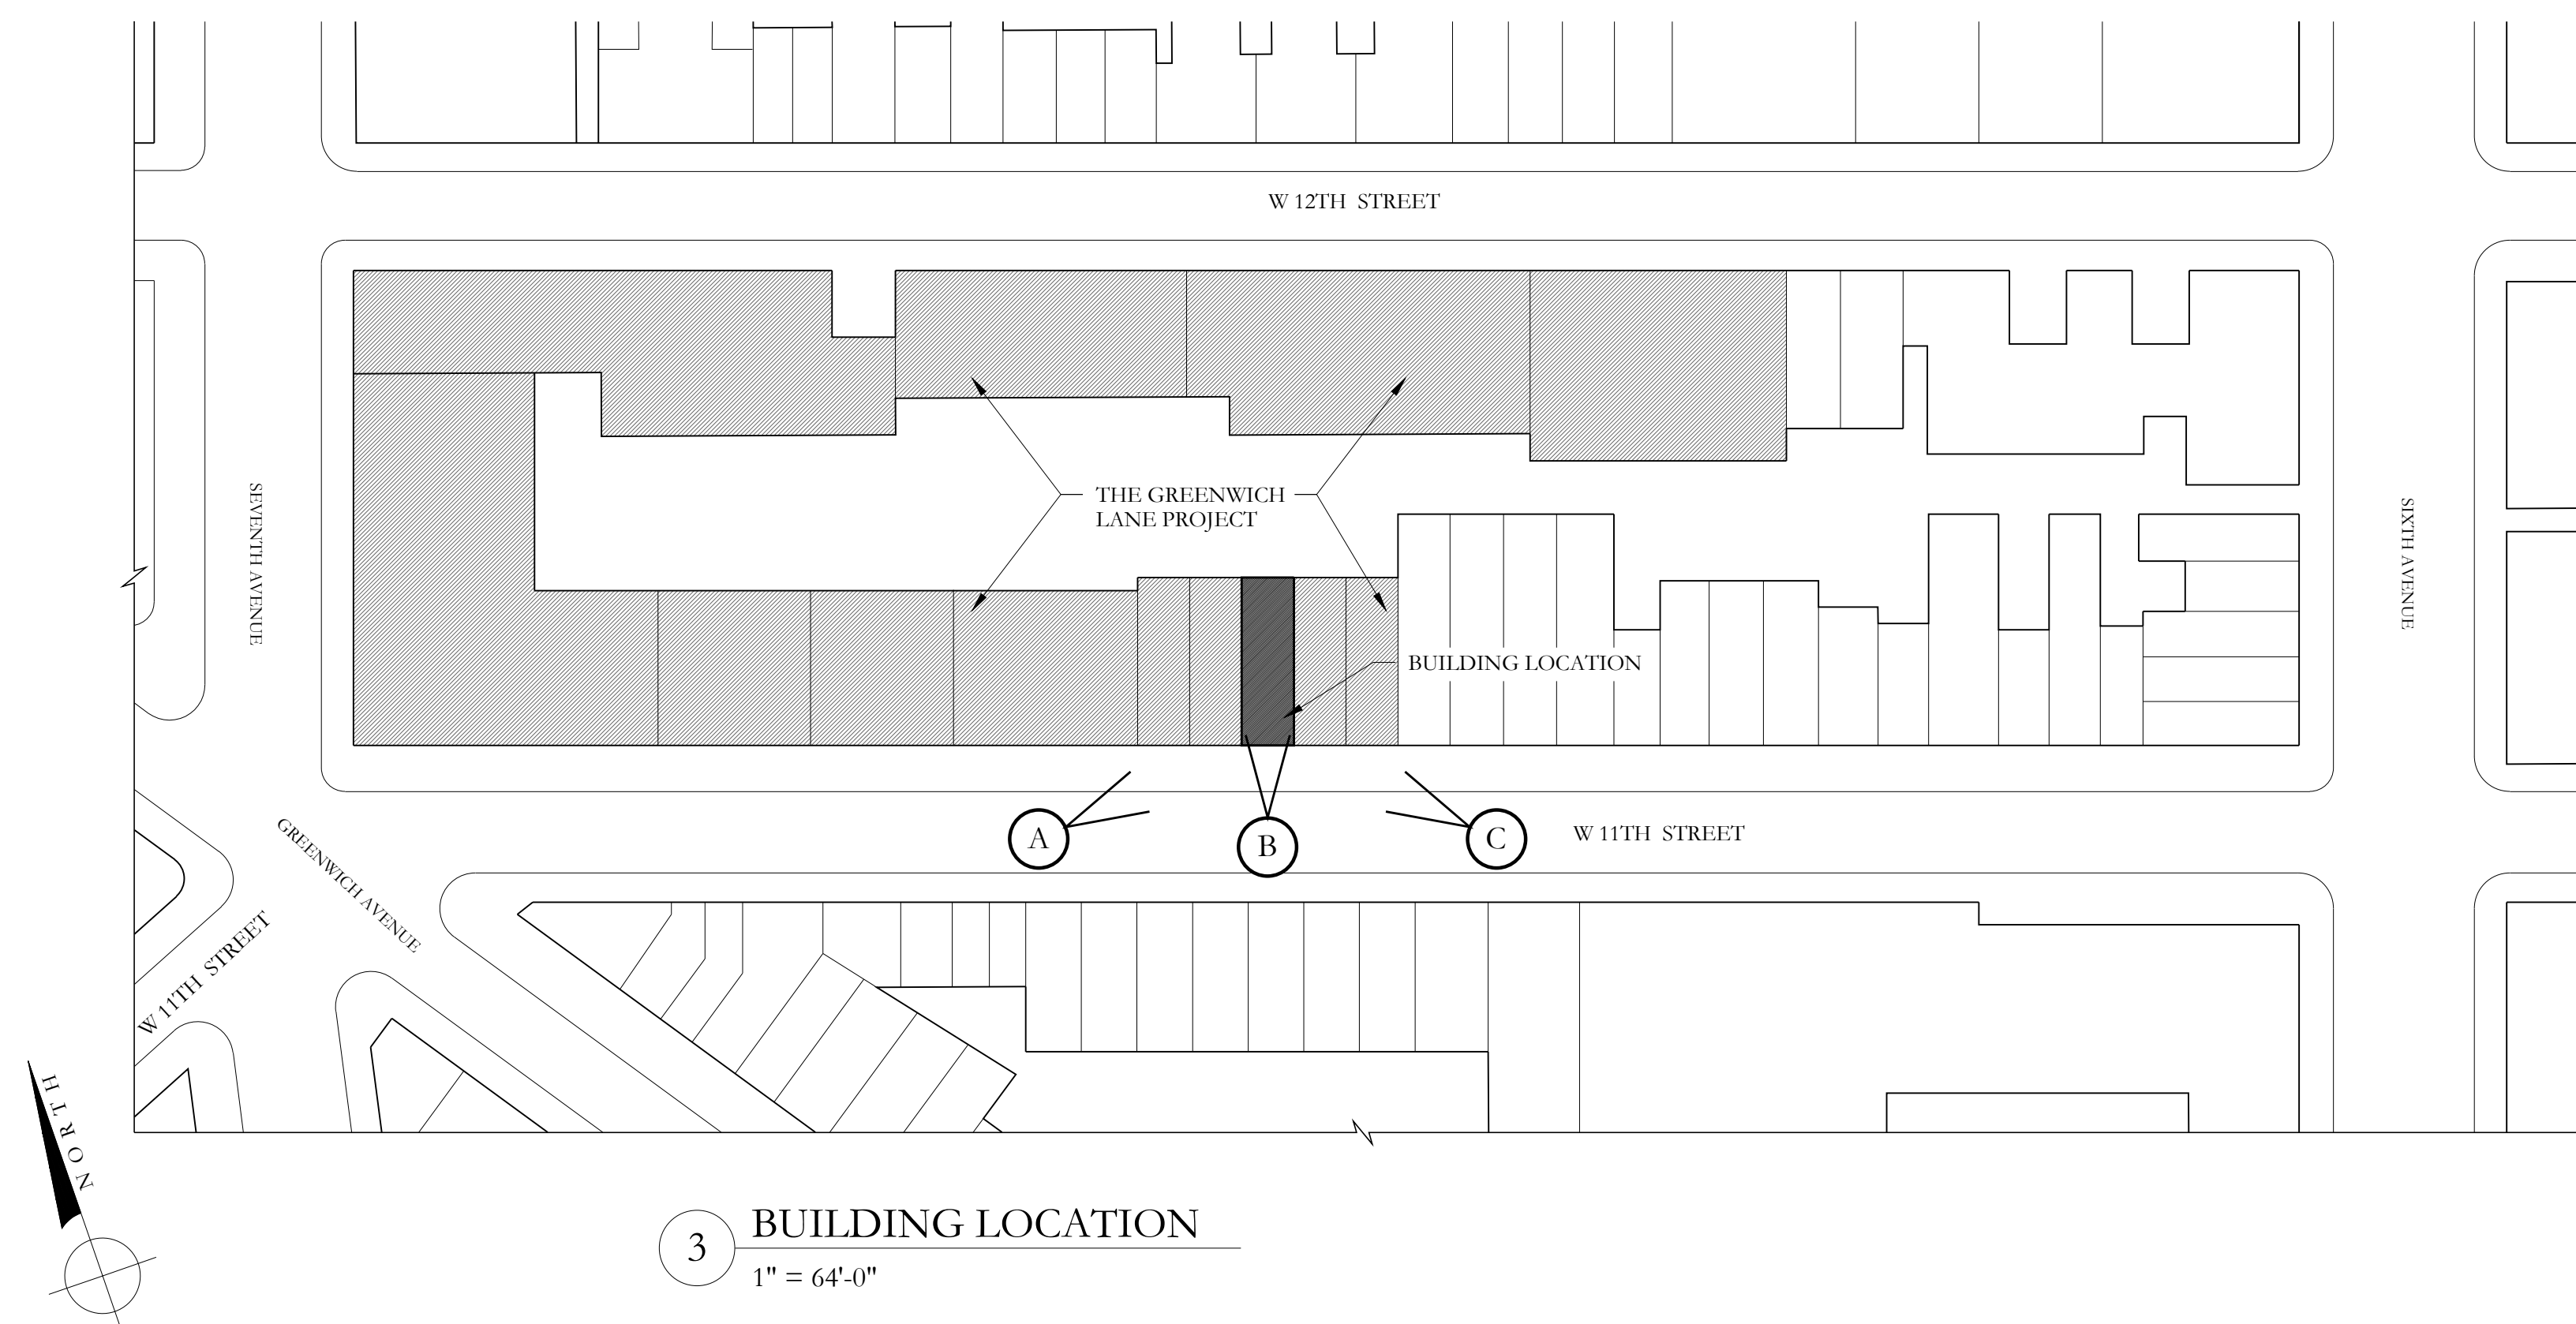 W 12TH STREET
SEVENTH AVENUE
THE GREENWICH
LANE PROJECT
SIXTH AVENUE
BUILDING LOCATION
A
B
C
W 11TH STREET
GREENWICH AVENUE
W 11TH STREET
NORTH
3
BUILDING LOCATION
1" = 64'-0"